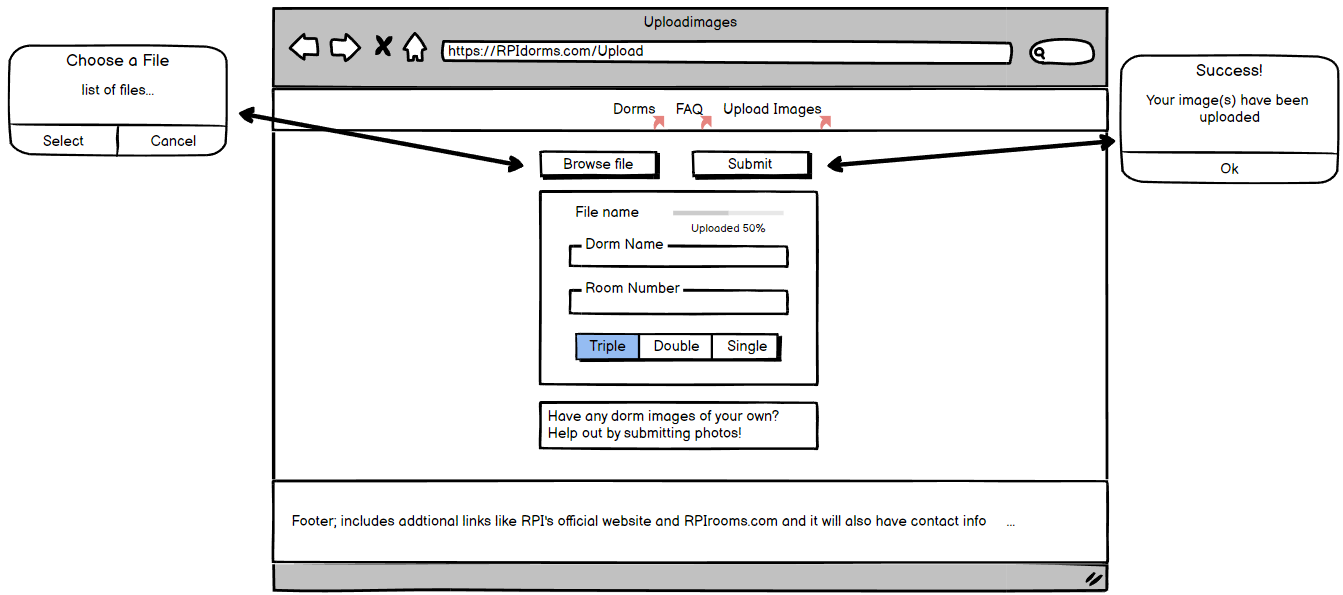 Uploadimages
https://RPIdorms.com/Upload
Choose a File
list of files...
Select
Cancel
Success!
Your image(s) have been
uploaded
Ok
Dorms
FAQ
Upload Images
Browse file
Submit
File name
Uploaded 50%
Dorm Name
Room Number
Triple
Double
Single
Have any dorm images of your own?
Help out by submitting photos!
Footer; includes addtional links like RPI's official website and RPIrooms.com and it will also have contact info ...